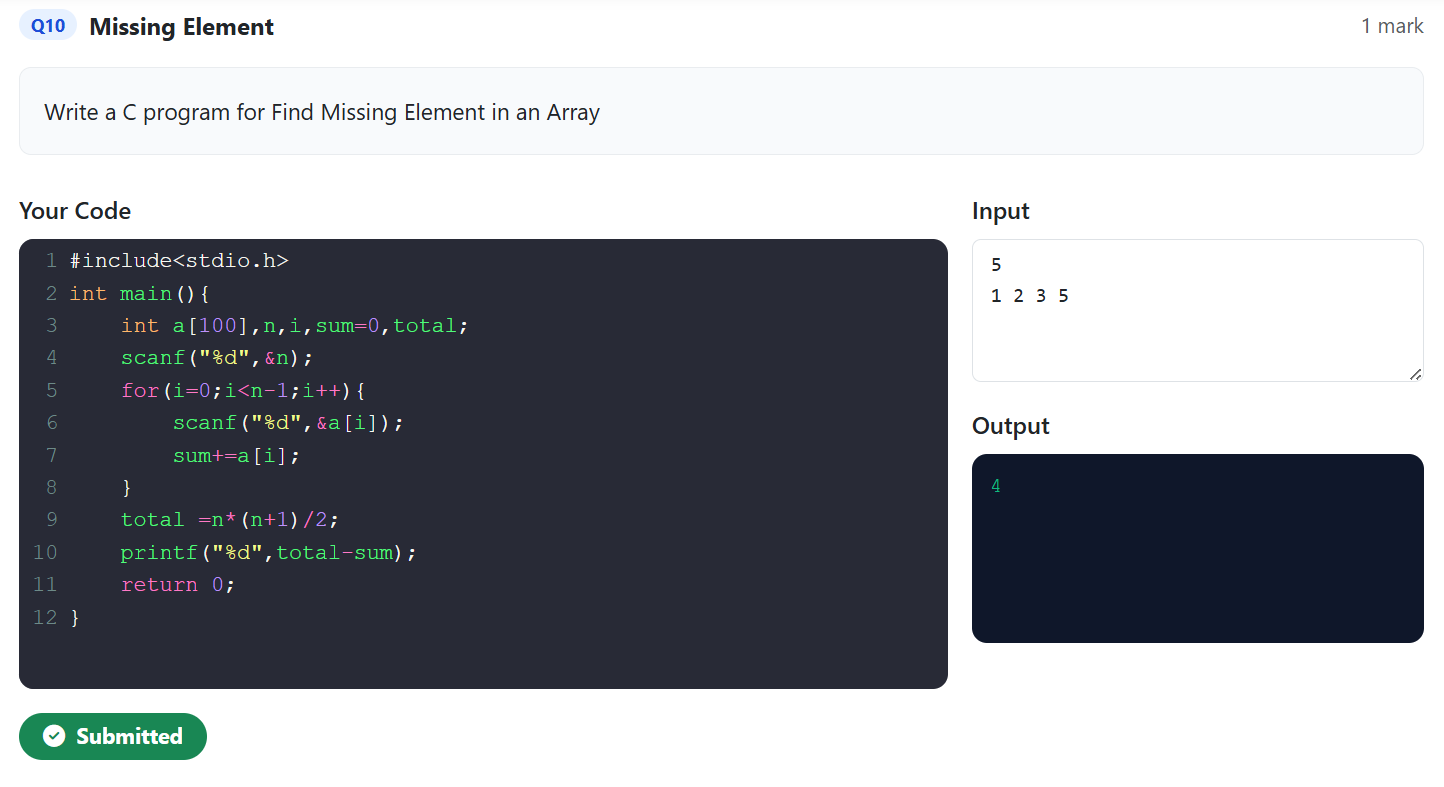 Q10 Missing Element 1 mark
Write a C program for Find Missing Element in an Array
Your Code
1 #include<stdio.h>
2 int main(){
3     int a[100],n,i,sum=0,total;
4     scanf("%d",&n);
5     for(i=0;i<n-1;i++){
6         scanf("%d",&a[i]);
7         sum+=a[i];
8     }
9     total =n*(n+1)/2;
10     printf("%d",total-sum);
11     return 0;
12 }
Submitted
Input
5
1 2 3 5
Output
4